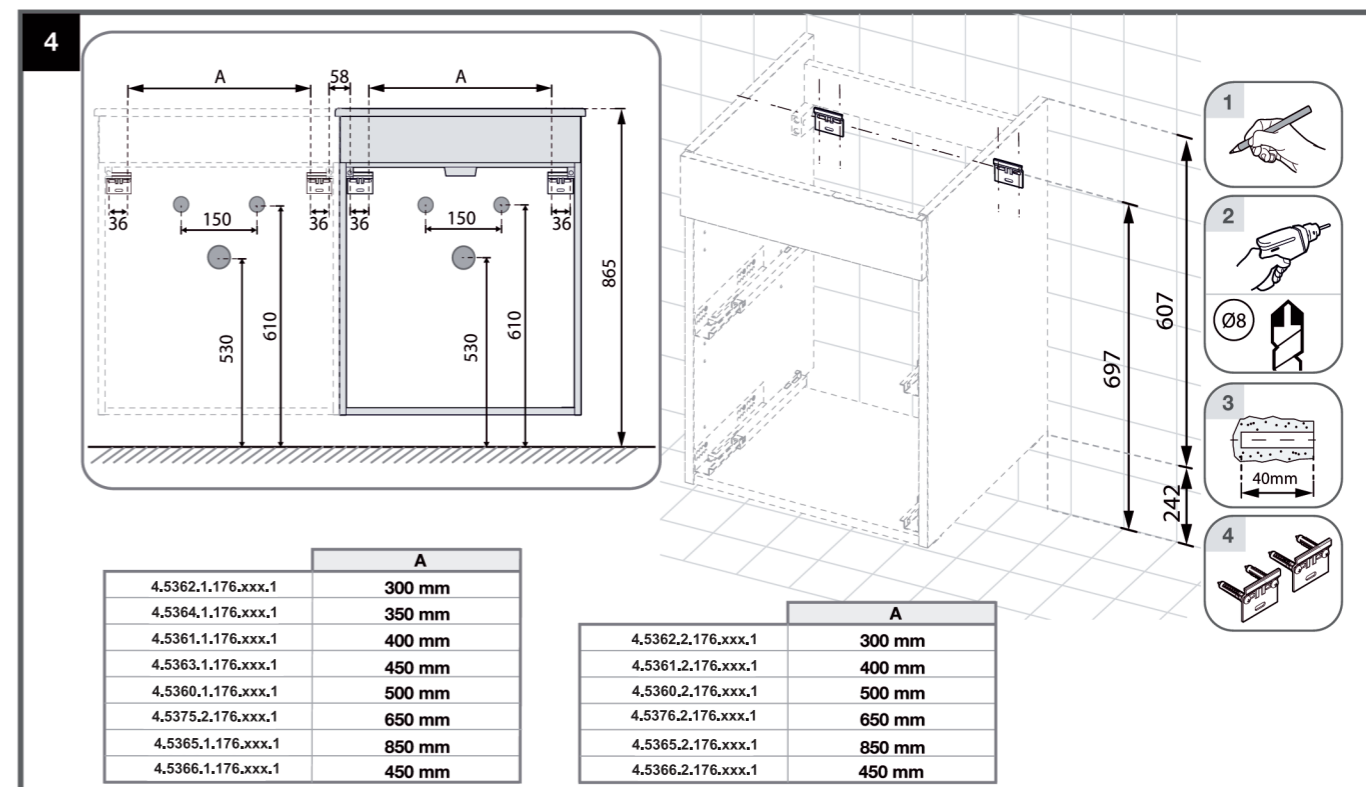 4
A 58 A
36 150 36 36 150 36
530 610 530 610 865
607
697
242
1
2
Ø8
3
40mm
4
A
4.5362.1.176.xxx.1 300 mm
4.5364.1.176.xxx.1 350 mm
4.5361.1.176.xxx.1 400 mm
4.5363.1.176.xxx.1 450 mm
4.5360.1.176.xxx.1 500 mm
4.5375.2.176.xxx.1 650 mm
4.5365.1.176.xxx.1 850 mm
4.5366.1.176.xxx.1 450 mm
A
4.5362.2.176.xxx.1 300 mm
4.5361.2.176.xxx.1 400 mm
4.5360.2.176.xxx.1 500 mm
4.5376.2.176.xxx.1 650 mm
4.5365.2.176.xxx.1 850 mm
4.5366.2.176.xxx.1 450 mm